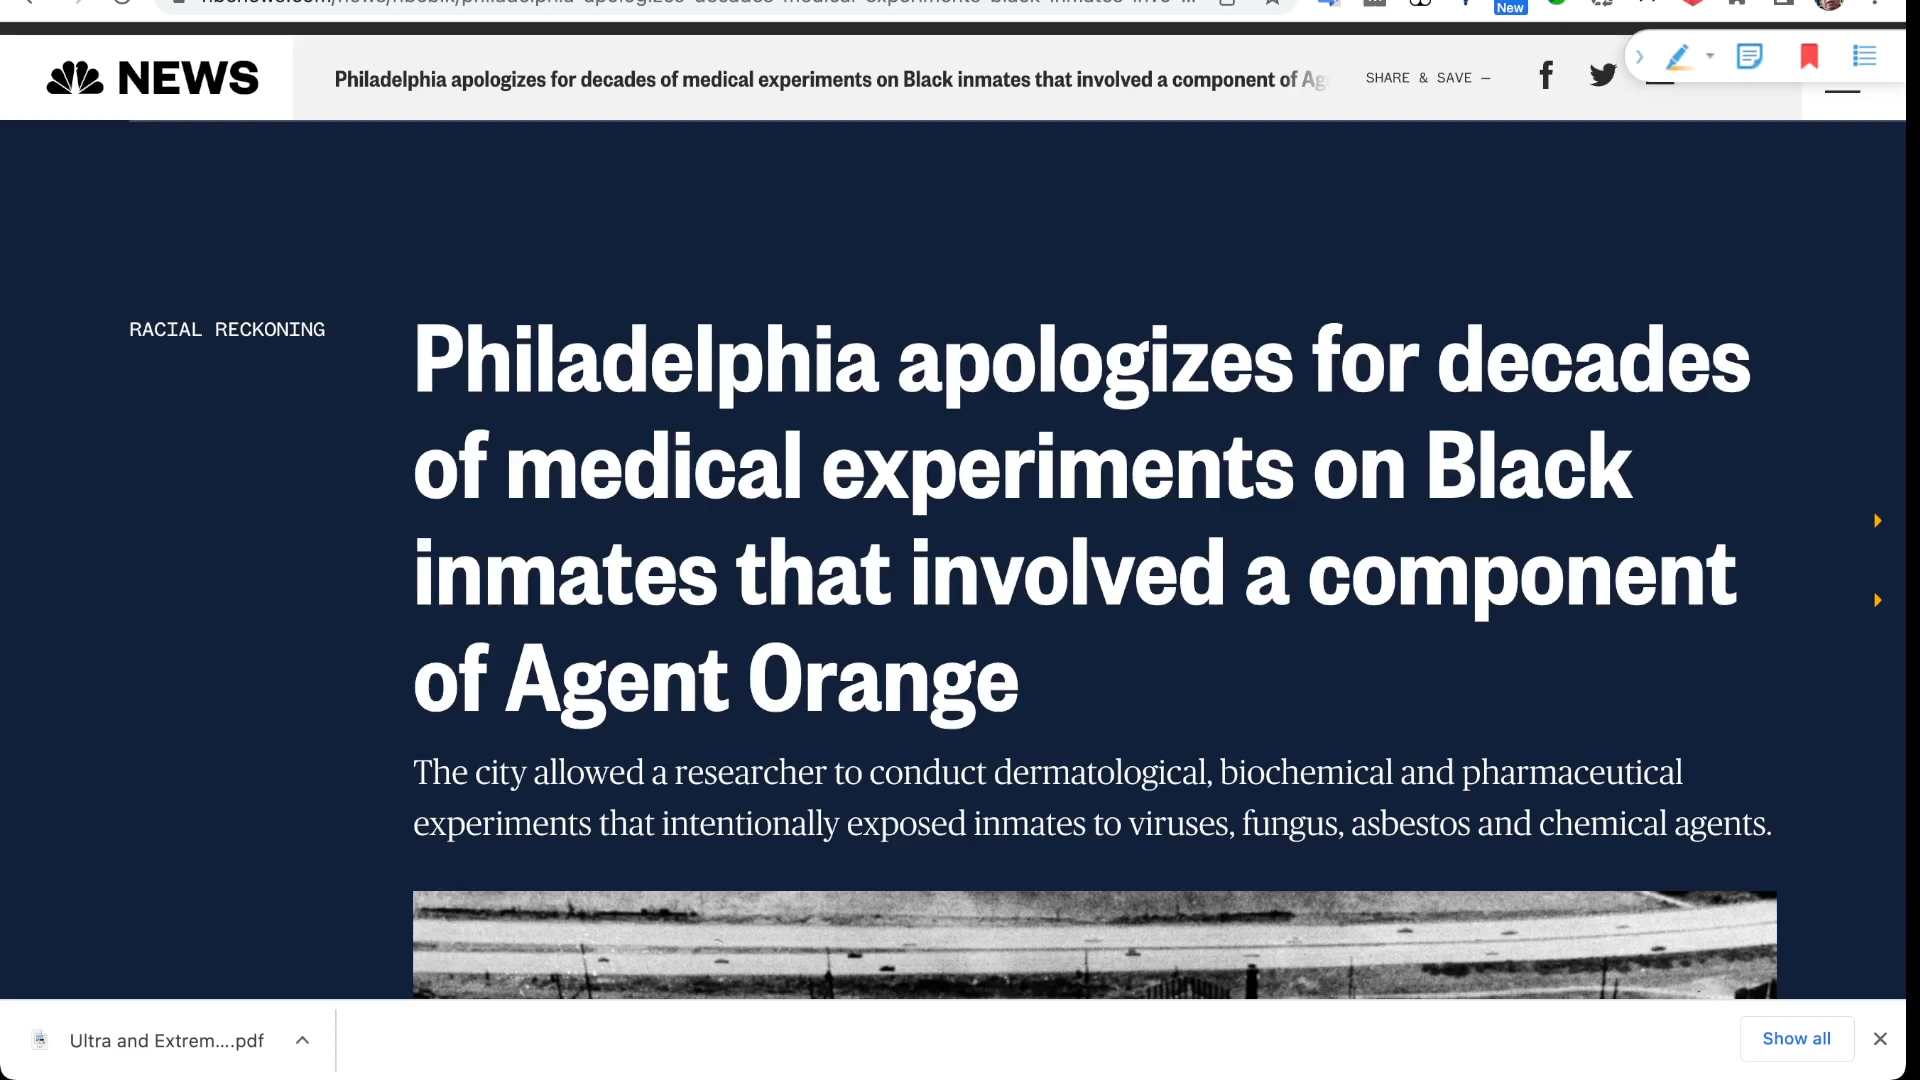 New
NEWS
Philadelphia apologizes for decades of medical experiments on Black inmates that involved a component of Ag
SHARE & SAVE —
RACIAL RECKONING
Philadelphia apologizes for decades
of medical experiments on Black
inmates that involved a component
of Agent Orange
The city allowed a researcher to conduct dermatological, biochemical and pharmaceutical
experiments that intentionally exposed inmates to viruses, fungus, asbestos and chemical agents.
Ultra and Extrem....pdf
Show all